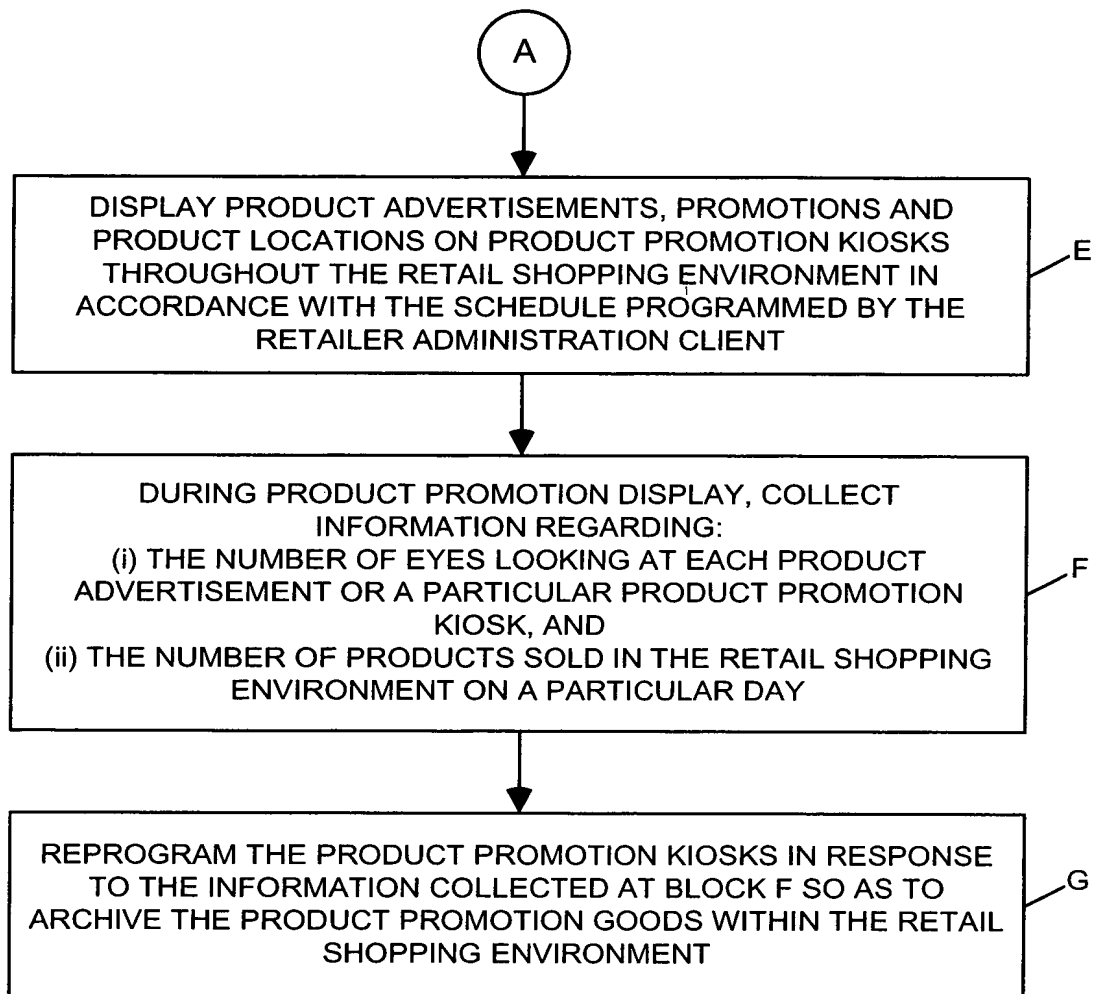 A
DISPLAY PRODUCT ADVERTISEMENTS, PROMOTIONS AND
PRODUCT LOCATIONS ON PRODUCT PROMOTION KIOSKS
THROUGHOUT THE RETAIL SHOPPING ENVIRONMENT IN
ACCORDANCE WITH THE SCHEDULE PROGRAMMED BY THE
RETAILER ADMINISTRATION CLIENT
E
DURING PRODUCT PROMOTION DISPLAY, COLLECT
INFORMATION REGARDING:
(i) THE NUMBER OF EYES LOOKING AT EACH PRODUCT
ADVERTISEMENT OR A PARTICULAR PRODUCT PROMOTION
KIOSK, AND
(ii) THE NUMBER OF PRODUCTS SOLD IN THE RETAIL SHOPPING
ENVIRONMENT ON A PARTICULAR DAY
F
REPROGRAM THE PRODUCT PROMOTION KIOSKS IN RESPONSE
TO THE INFORMATION COLLECTED AT BLOCK F SO AS TO
ARCHIVE THE PRODUCT PROMOTION GOODS WITHIN THE RETAIL
SHOPPING ENVIRONMENT
G